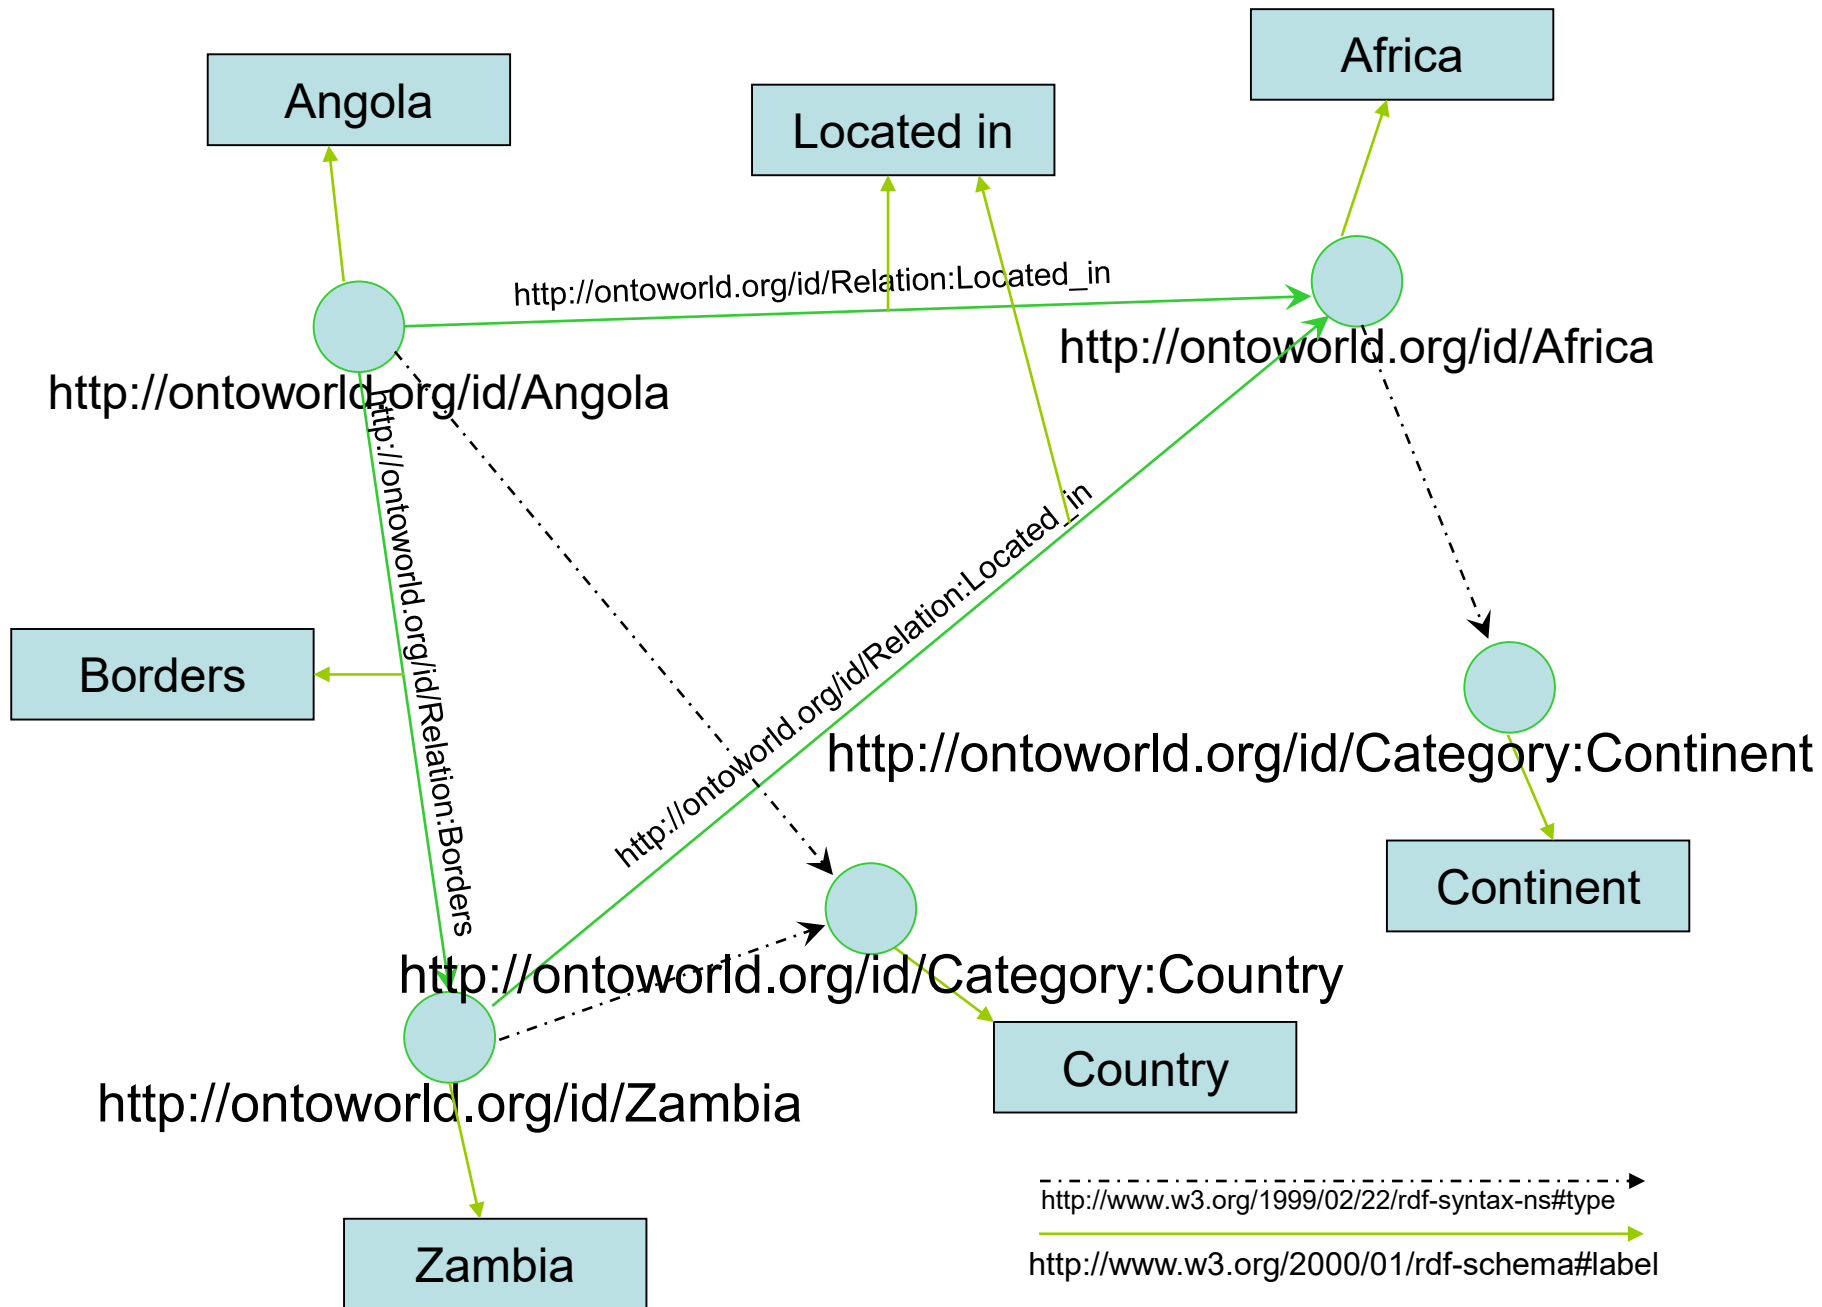 Africa
Angola
Located in
http://ontoworld.org/id/Relation:Located_in
http://ontoworld.org/id/Africa
http://ontoworld.org/id/Angola
http://ontoworld.org/id/Relation:Borders
http://ontoworld.org/id/Relation:Located_in
Borders
http://ontoworld.org/id/Category:Continent
Continent
http://ontoworld.org/id/Category:Country
Country
http://ontoworld.org/id/Zambia
http://www.w3.org/1999/02/22/rdf-syntax-ns#type
Zambia
http://www.w3.org/2000/01/rdf-schema#label